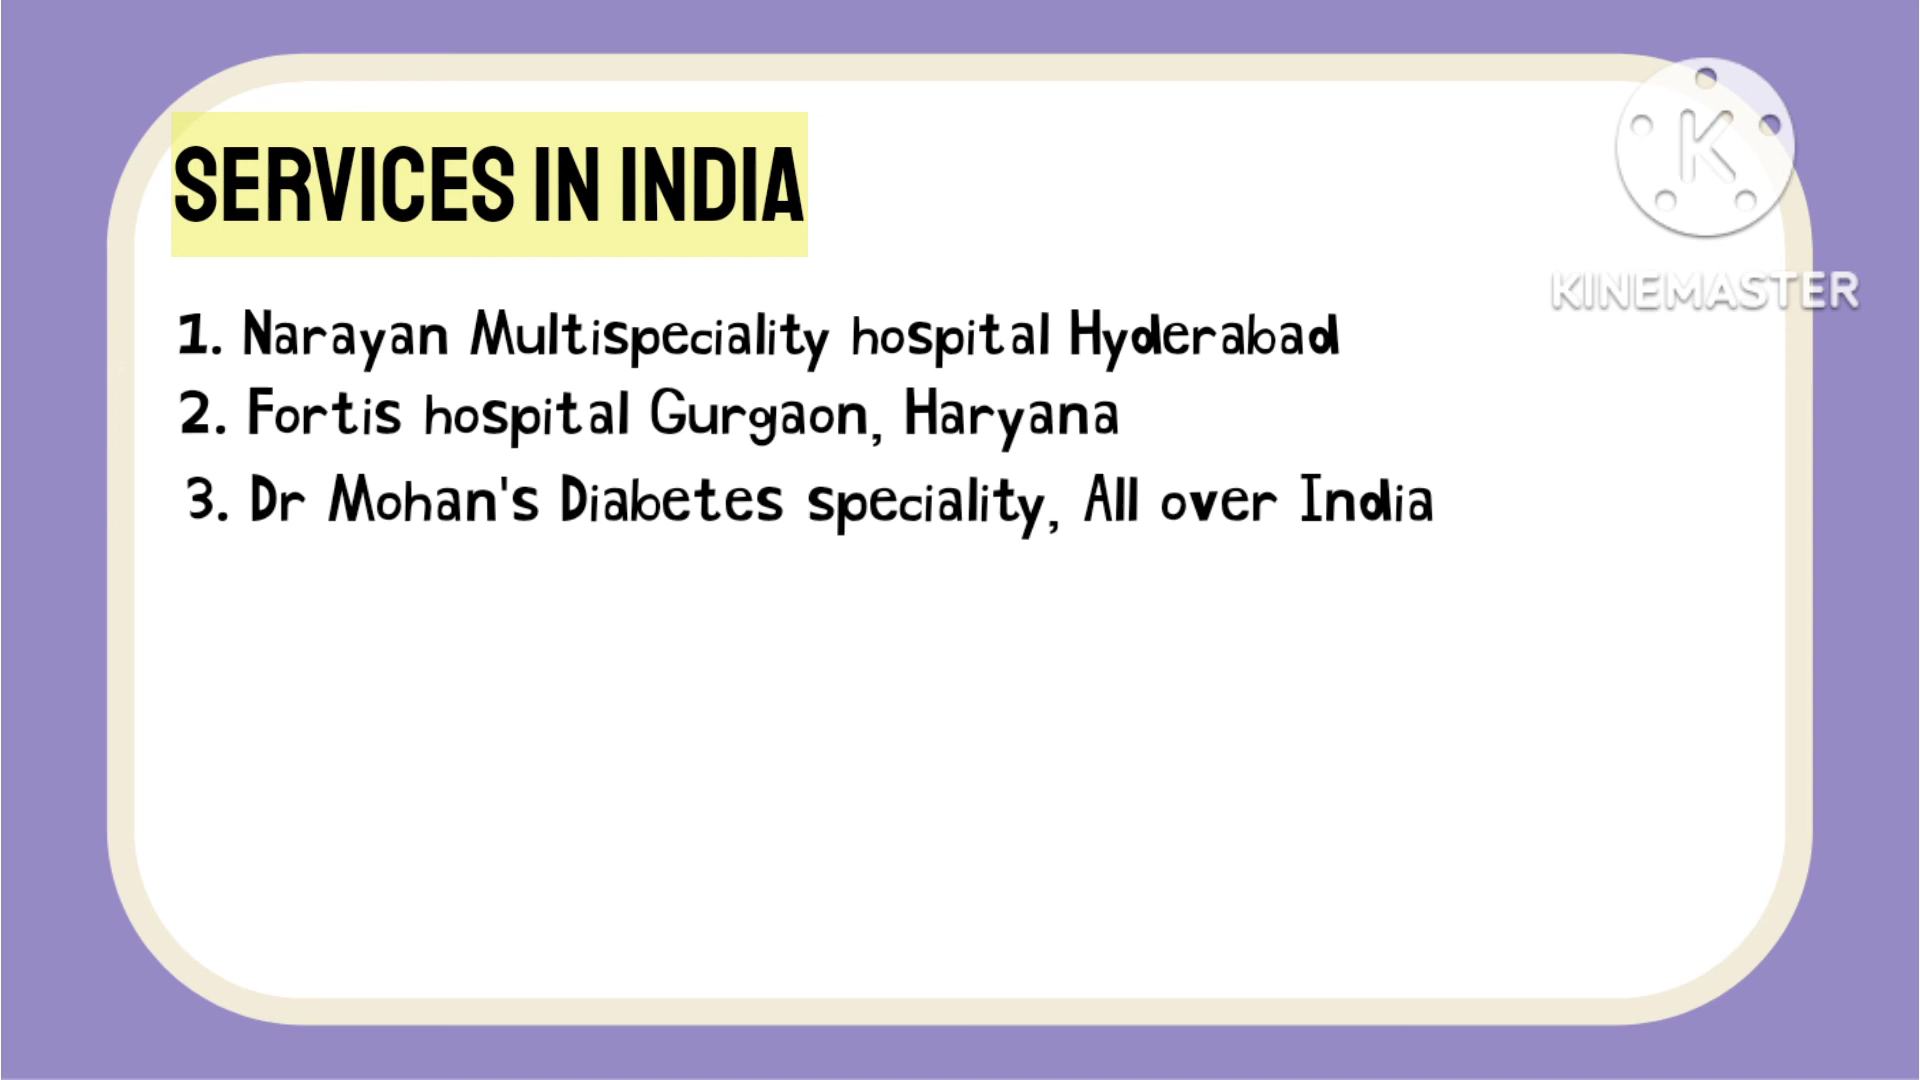 SERVICES IN INDIA
1. Narayan Multispeciality hospital Hyderabad
2. Fortis hospital Gurgaon, Haryana
3. Dr Mohan's Diabetes speciality, All over India
K
KINEMASTER